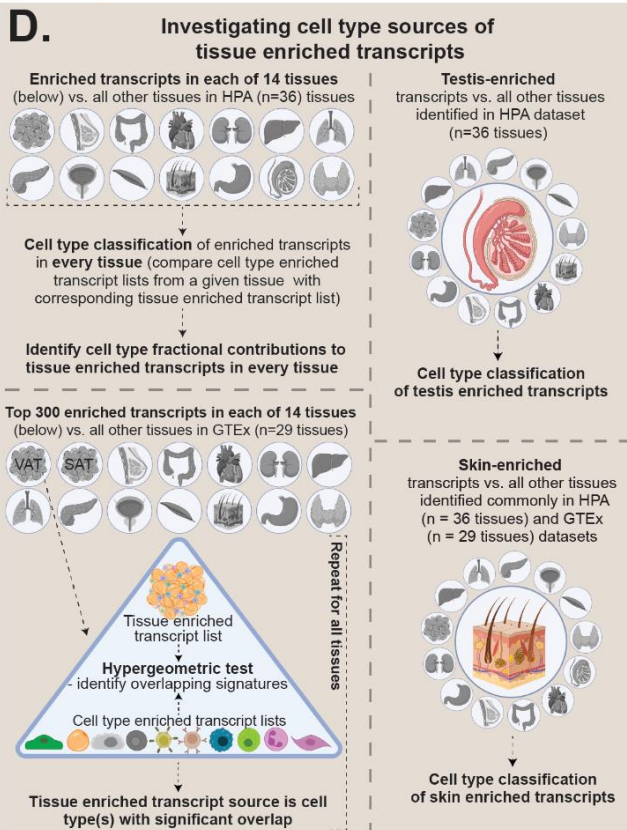 D.
Investigating cell type sources of
tissue enriched transcripts
Enriched transcripts in each of 14 tissues
(below) vs. all other tissues in HPA (n=36) tissues
Cell type classification of enriched transcripts
in every tissue (compare cell type enriched
transcript lists from a given tissue with
corresponding tissue enriched transcript list)
Identify cell type fractional contributions to
tissue enriched transcripts in every tissue
Top 300 enriched transcripts in each of 14 tissues
(below) vs. all other tissues in GTEx (n=29 tissues)
VAT
SAT
Tissue enriched
transcript list
Hypergeometric test
- identify overlapping signatures
Cell type enriched transcript lists
Repeat for all tissues
Tissue enriched transcript source is cell
type(s) with significant overlap
Testis-enriched
transcripts vs. all other tissues
identified in HPA dataset
(n=36 tissues)
Cell type classification
of testis enriched transcripts
Skin-enriched
transcripts vs. all other tissues
identified commonly in HPA
(n = 36 tissues) and GTEx
(n = 29 tissues) datasets
Cell type classification
of skin enriched transcripts